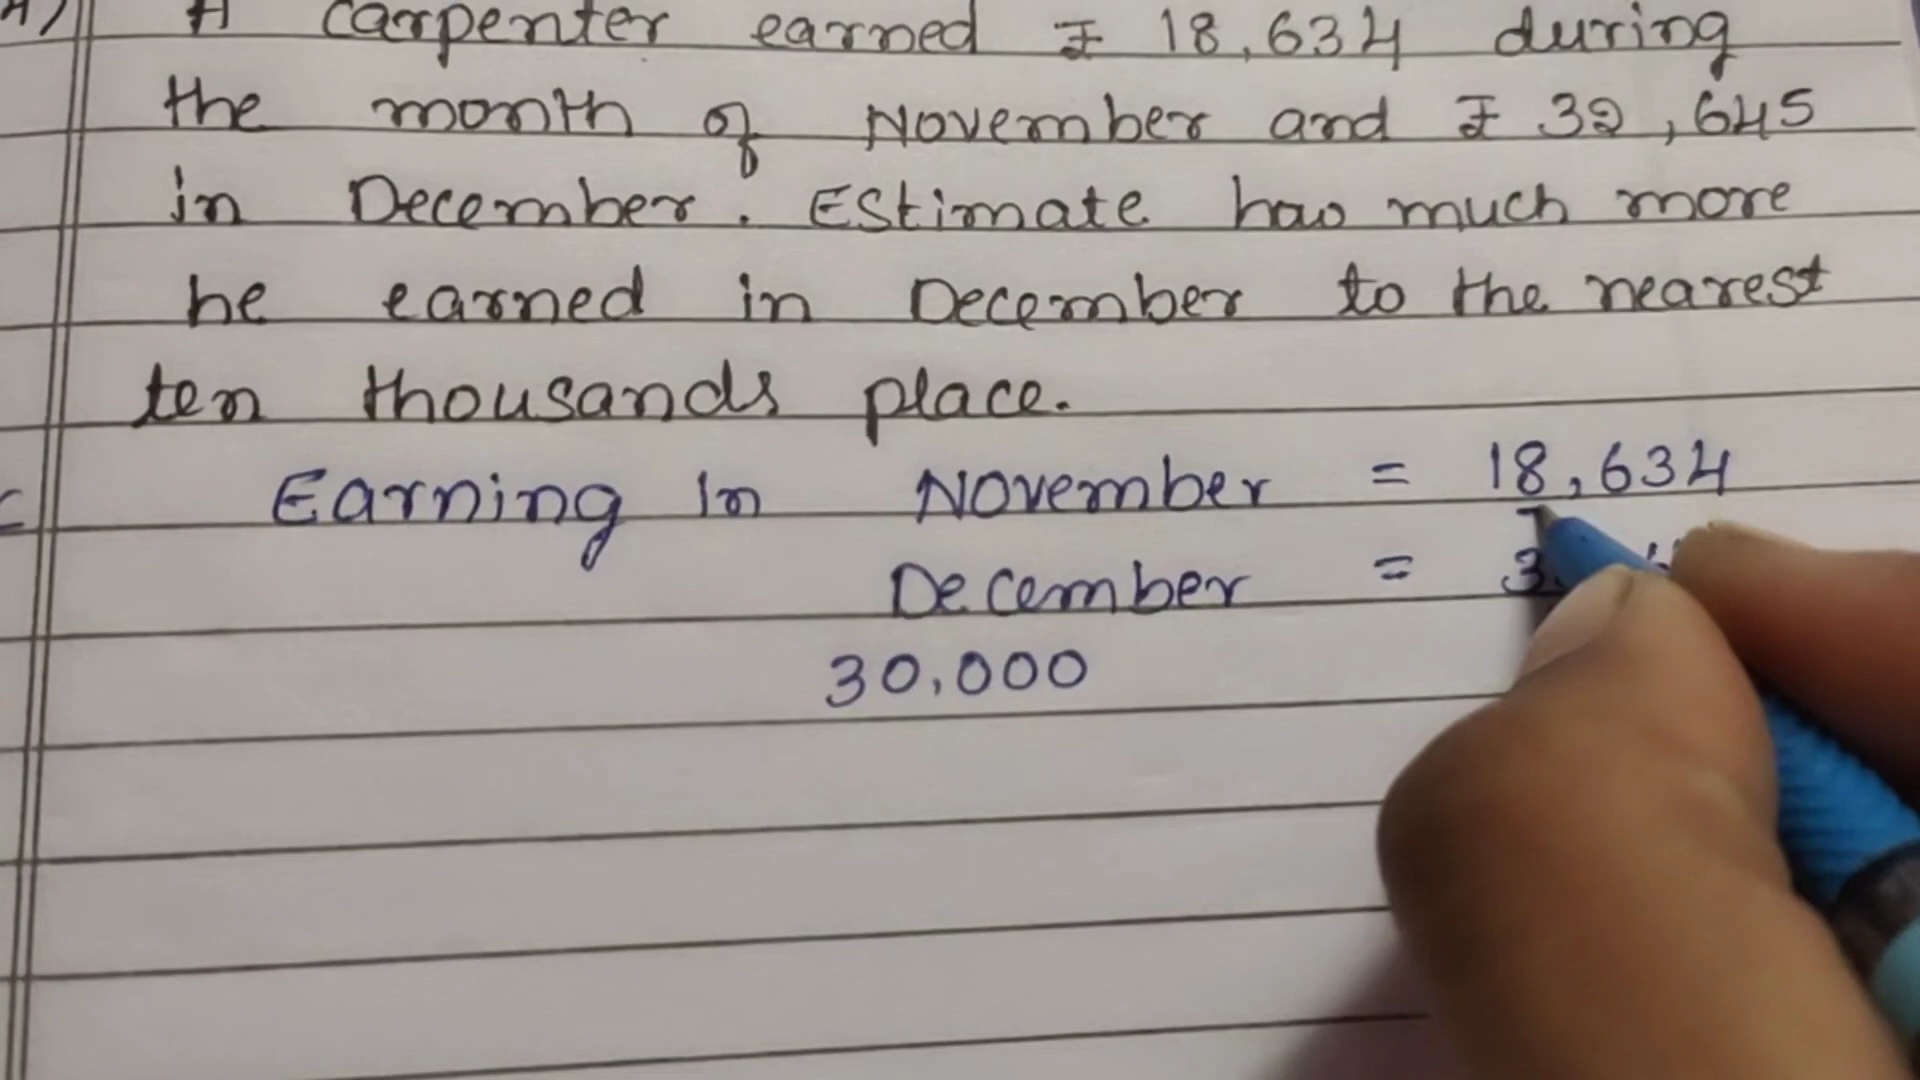 A carpenter earned ₹ 18,634 during
the month of November and ₹ 32,645
in December. Estimate how much more
he earned in December to the nearest
ten thousands place.
Earning In November = 18,634
December = 3
30,000